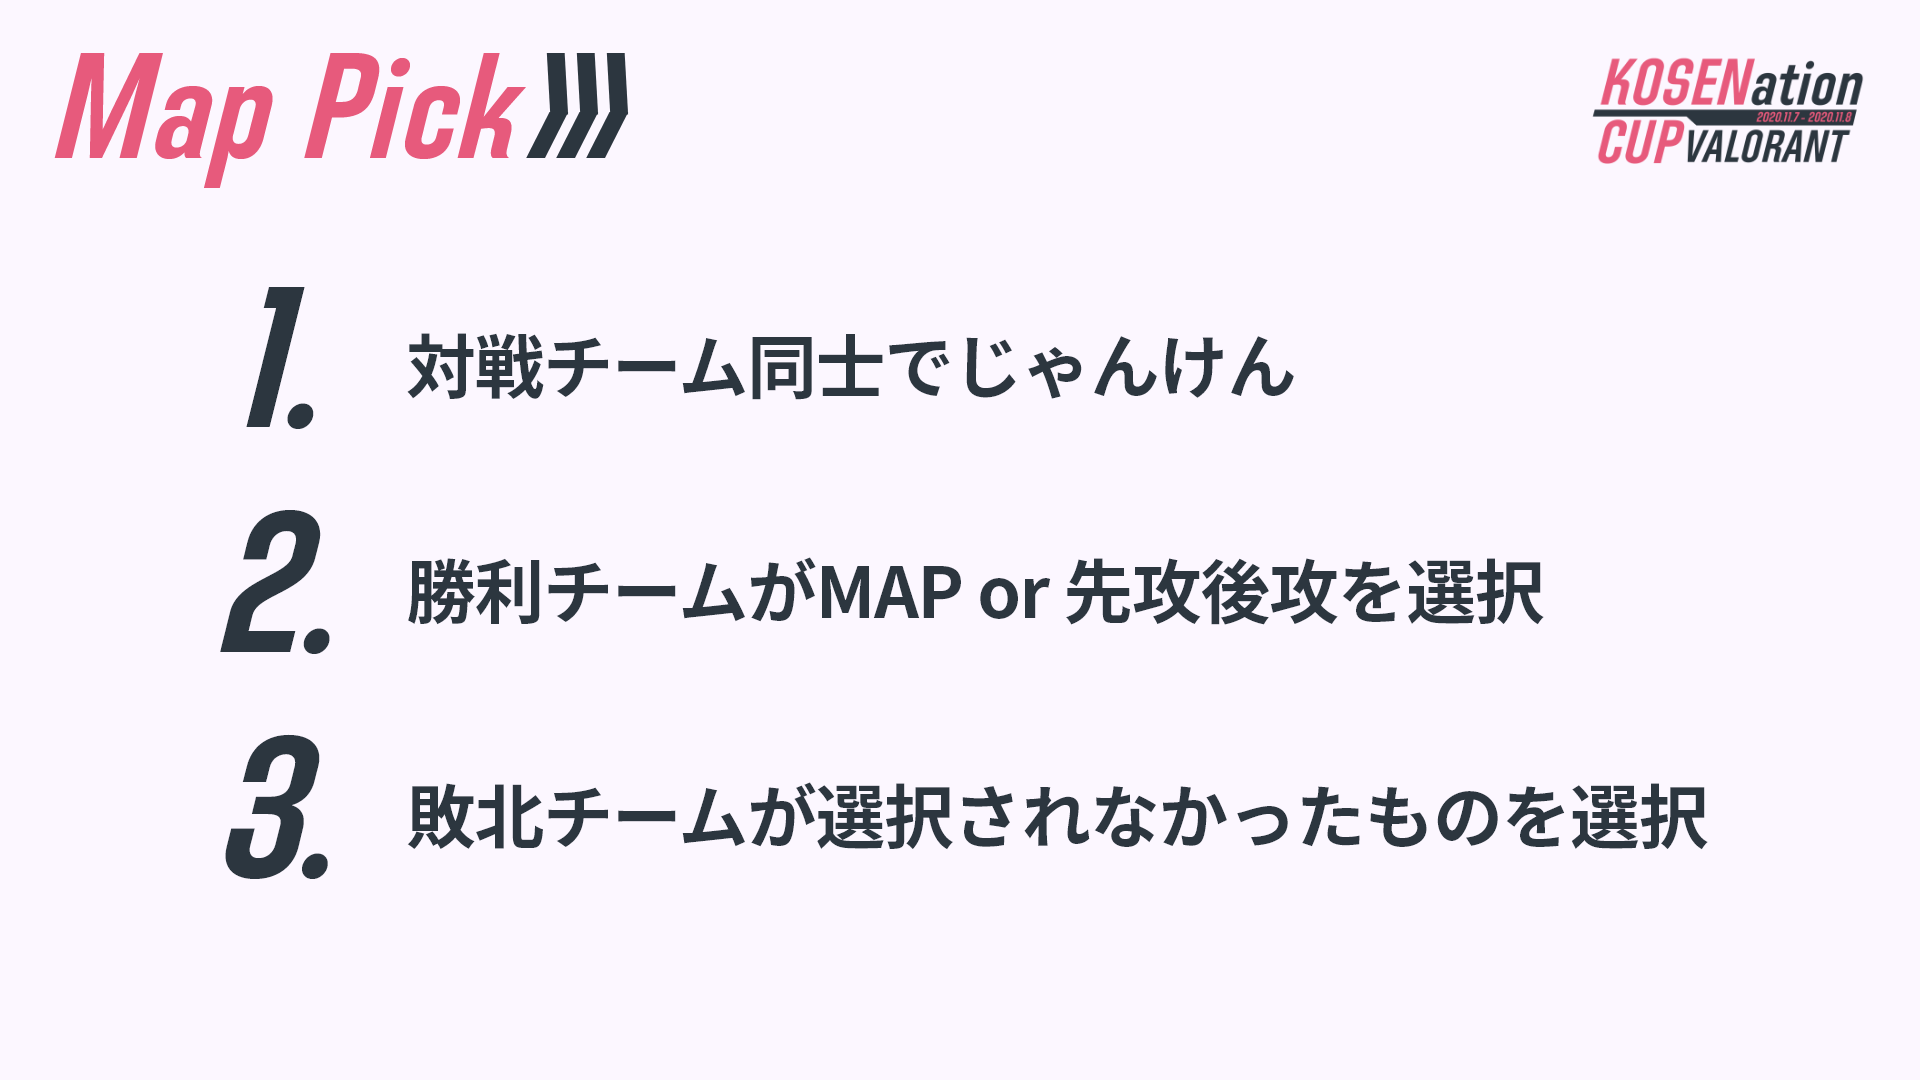 Map Pick
KOSENation
2020.11.7 - 2020.11.8
CUP VALORANT
1. 対戦チーム同士でじゃんけん
2. 勝利チームがMAP or 先攻後攻を選択
3. 敗北チームが選択されなかったものを選択